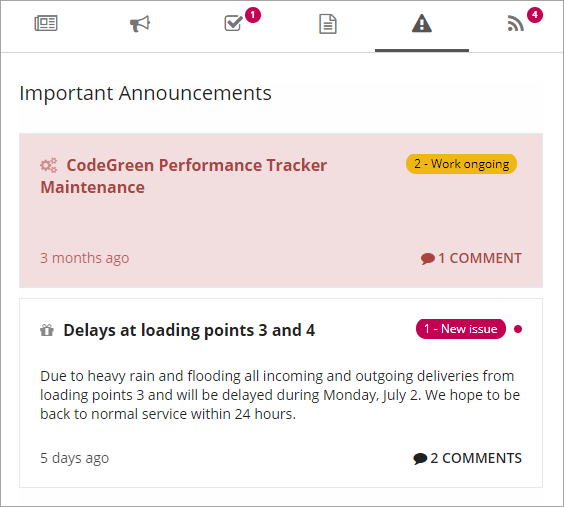 1
4
Important Announcements
CodeGreen Performance Tracker
Maintenance
2 - Work ongoing
3 months ago
1 COMMENT
Delays at loading points 3 and 4
1 - New issue
Due to heavy rain and flooding all incoming and outgoing deliveries from
loading points 3 and will be delayed during Monday, July 2. We hope to be
back to normal service within 24 hours.
5 days ago
2 COMMENTS